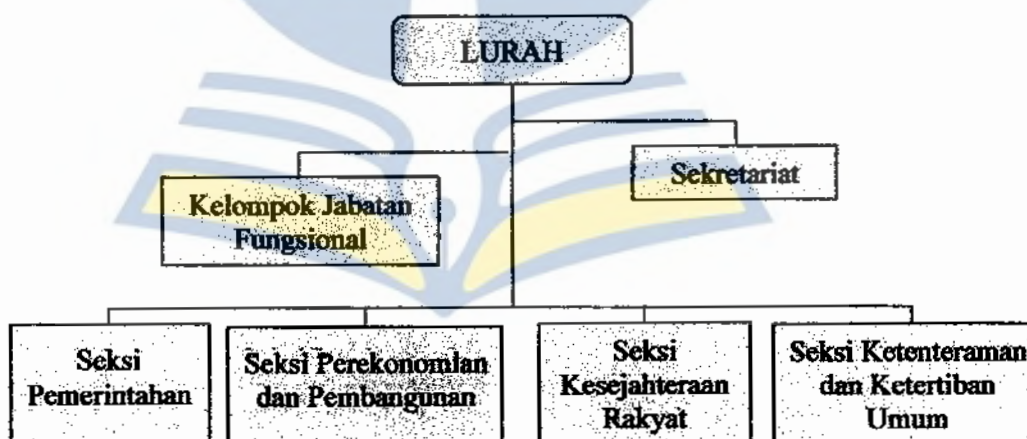 LURAH
Sekretariat
Kelompok Jabatan
Fungsional
Seksi
Pemerintahan
Seksi Perekonomian
dan Pembangunan
Seksi
Kesejahteraan
Rakyat
Seksi Ketenteraman
dan Ketertiban
Umum